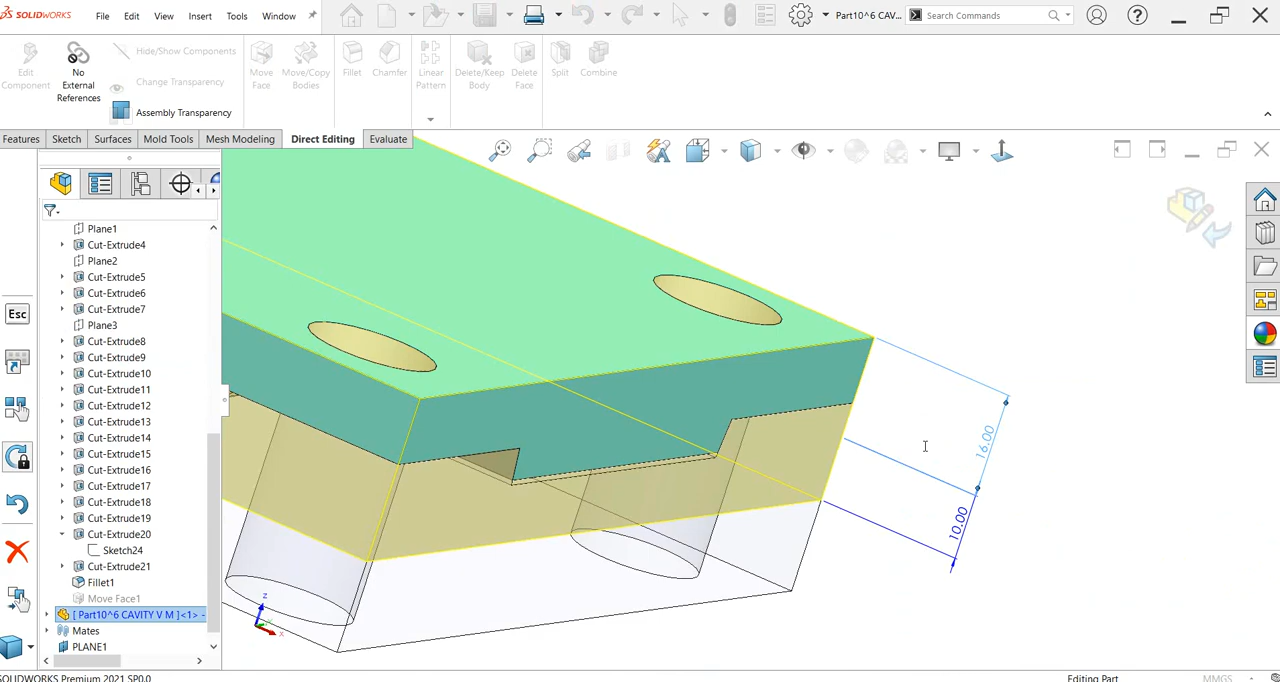 SOLIDWORKS
File
Edit
View
Insert
Tools
Window
Part10^6 CAV...
Search Commands
Edit Component
No External References
Hide/Show Components
Change Transparency
Assembly Transparency
Move Face
Move/Copy Bodies
Fillet
Chamfer
Linear Pattern
Delete/Keep Body
Delete Face
Split
Combine
Features
Sketch
Surfaces
Mold Tools
Mesh Modeling
Direct Editing
Evaluate
Plane1
Cut-Extrude4
Plane2
Cut-Extrude5
Cut-Extrude6
Cut-Extrude7
Plane3
Cut-Extrude8
Cut-Extrude9
Cut-Extrude10
Cut-Extrude11
Cut-Extrude12
Cut-Extrude13
Cut-Extrude14
Cut-Extrude15
Cut-Extrude16
Cut-Extrude17
Cut-Extrude18
Cut-Extrude19
Cut-Extrude20
Sketch24
Cut-Extrude21
Fillet1
Move Face1
[ Part10^6 CAVITY V M ]<1> -
Mates
PLANE1
Esc
16.00
10.00
z
x
SOLIDWORKS Premium 2021 SP0.0
Editing Part
MMGS